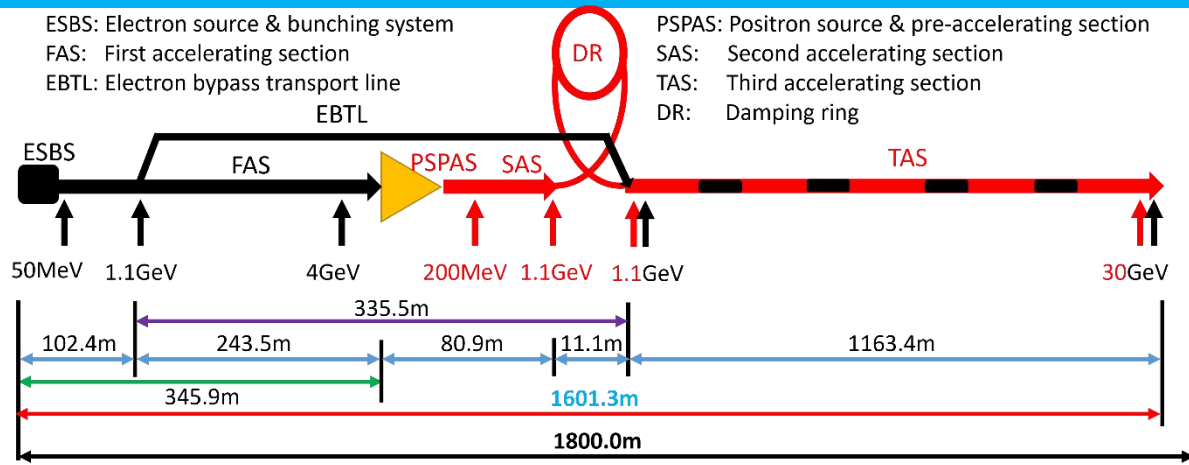 ESBS: Electron source & bunching system
FAS: First accelerating section
EBTL: Electron bypass transport line
PSPAS: Positron source & pre-accelerating section
SAS: Second accelerating section
TAS: Third accelerating section
DR: Damping ring
DR
EBTL
ESBS
FAS
PSPAS
SAS
TAS
50MeV
1.1GeV
4GeV
200MeV
1.1GeV
1.1GeV
30GeV
335.5m
102.4m
243.5m
80.9m
11.1m
1163.4m
345.9m
1601.3m
1800.0m